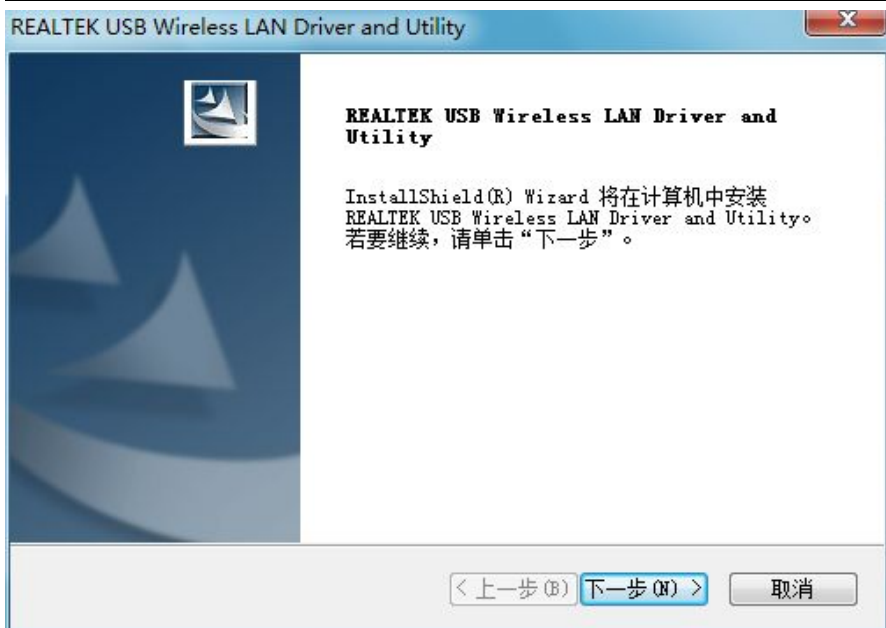 REALTEK USB Wireless LAN Driver and Utility
REALTEK USB Wireless LAN Driver and
Utility
InstallShield(R) Wizard 将在计算机中安装
REALTEK USB Wireless LAN Driver and Utility。
若要继续，请单击“下一步”。
< 上一步(B) 下一步(N) > 取消